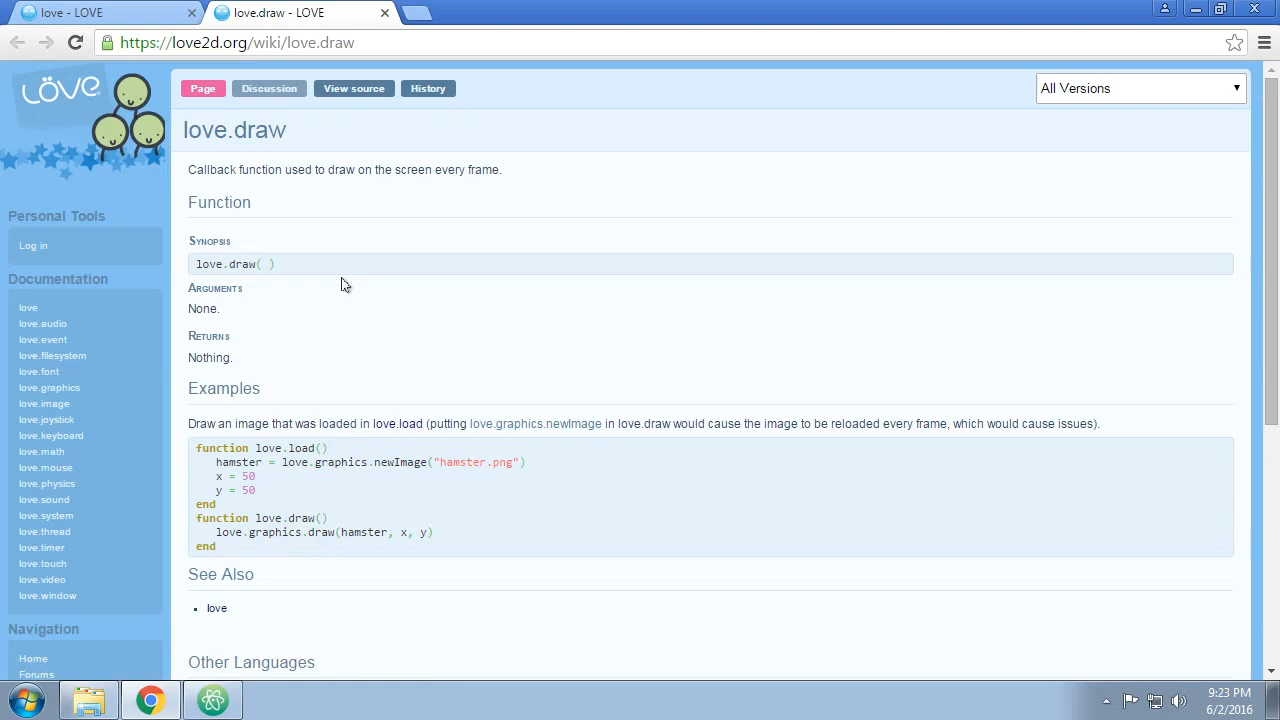 love - LOVE
love.draw - LOVE
https://love2d.org/wiki/love.draw
LÖVE
Page
Discussion
View source
History
All Versions
love.draw
Callback function used to draw on the screen every frame.
Function
Synopsis
love.draw( )
Arguments
None.
Returns
Nothing.
Examples
Draw an image that was loaded in love.load (putting love.graphics.newImage in love.draw would cause the image to be reloaded every frame, which would cause issues).
function love.load()
   hamster = love.graphics.newImage("hamster.png")
   x = 50
   y = 50
end
function love.draw()
   love.graphics.draw(hamster, x, y)
end
See Also
love
Other Languages
Personal Tools
Log in
Documentation
love
love.audio
love.event
love.filesystem
love.font
love.graphics
love.image
love.joystick
love.keyboard
love.math
love.mouse
love.physics
love.sound
love.system
love.thread
love.timer
love.touch
love.video
love.window
Navigation
Home
Forums
9:23 PM
6/2/2016